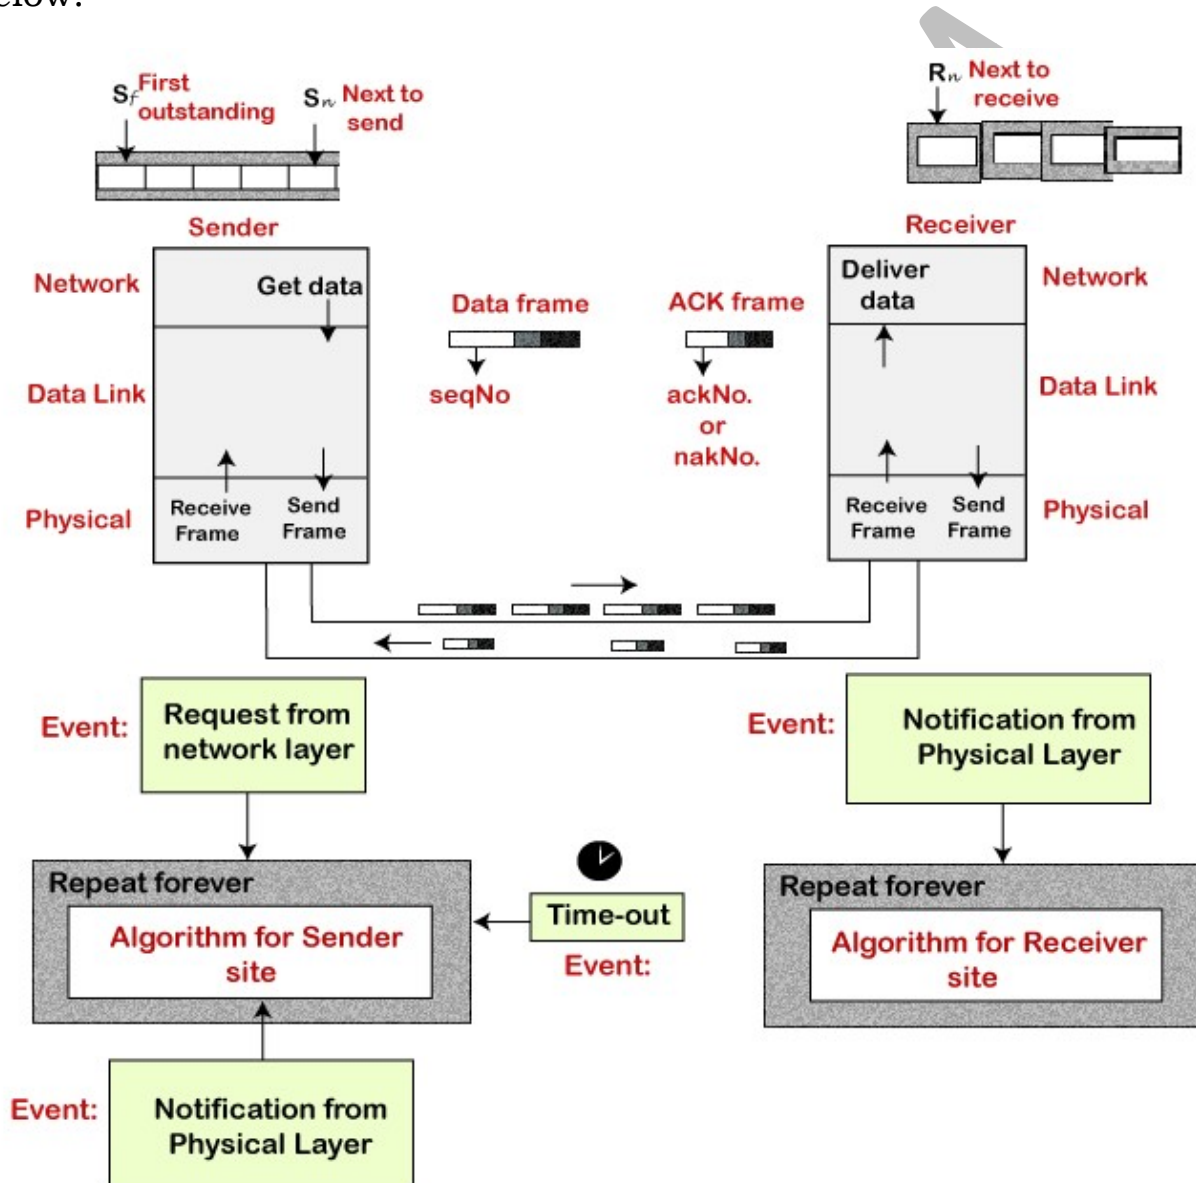 elow.
Sf First
outstanding
Sn Next to
send
Rn Next to
receive
Sender
Receiver
Network
Get data
Data frame
ACK frame
Deliver
data
Network
Data Link
seqNo
ackNo.
or
nakNo.
Data Link
Physical
Receive
Frame
Send
Frame
Receive
Frame
Send
Frame
Physical
Event:
Request from
network layer
Event:
Notification from
Physical Layer
Repeat forever
Algorithm for Sender
site
Time-out
Event:
Repeat forever
Algorithm for Receiver
site
Event:
Notification from
Physical Layer